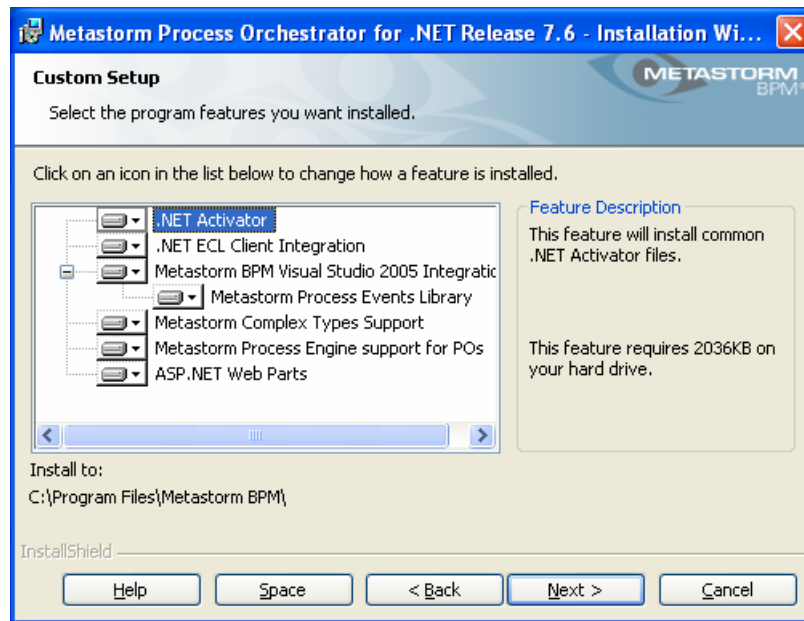 Metastorm Process Orchestrator for .NET Release 7.6 - Installation Wi...
METASTORM
BPM
Custom Setup
Select the program features you want installed.
Click on an icon in the list below to change how a feature is installed.
.NET Activator
.NET ECL Client Integration
Metastorm BPM Visual Studio 2005 Integratic
Metastorm Process Events Library
Metastorm Complex Types Support
Metastorm Process Engine support for POs
ASP.NET Web Parts
Feature Description
This feature will install common
.NET Activator files.
This feature requires 2036KB on
your hard drive.
Install to:
C:\Program Files\Metastorm BPM\
InstallShield
Help
Space
< Back
Next >
Cancel